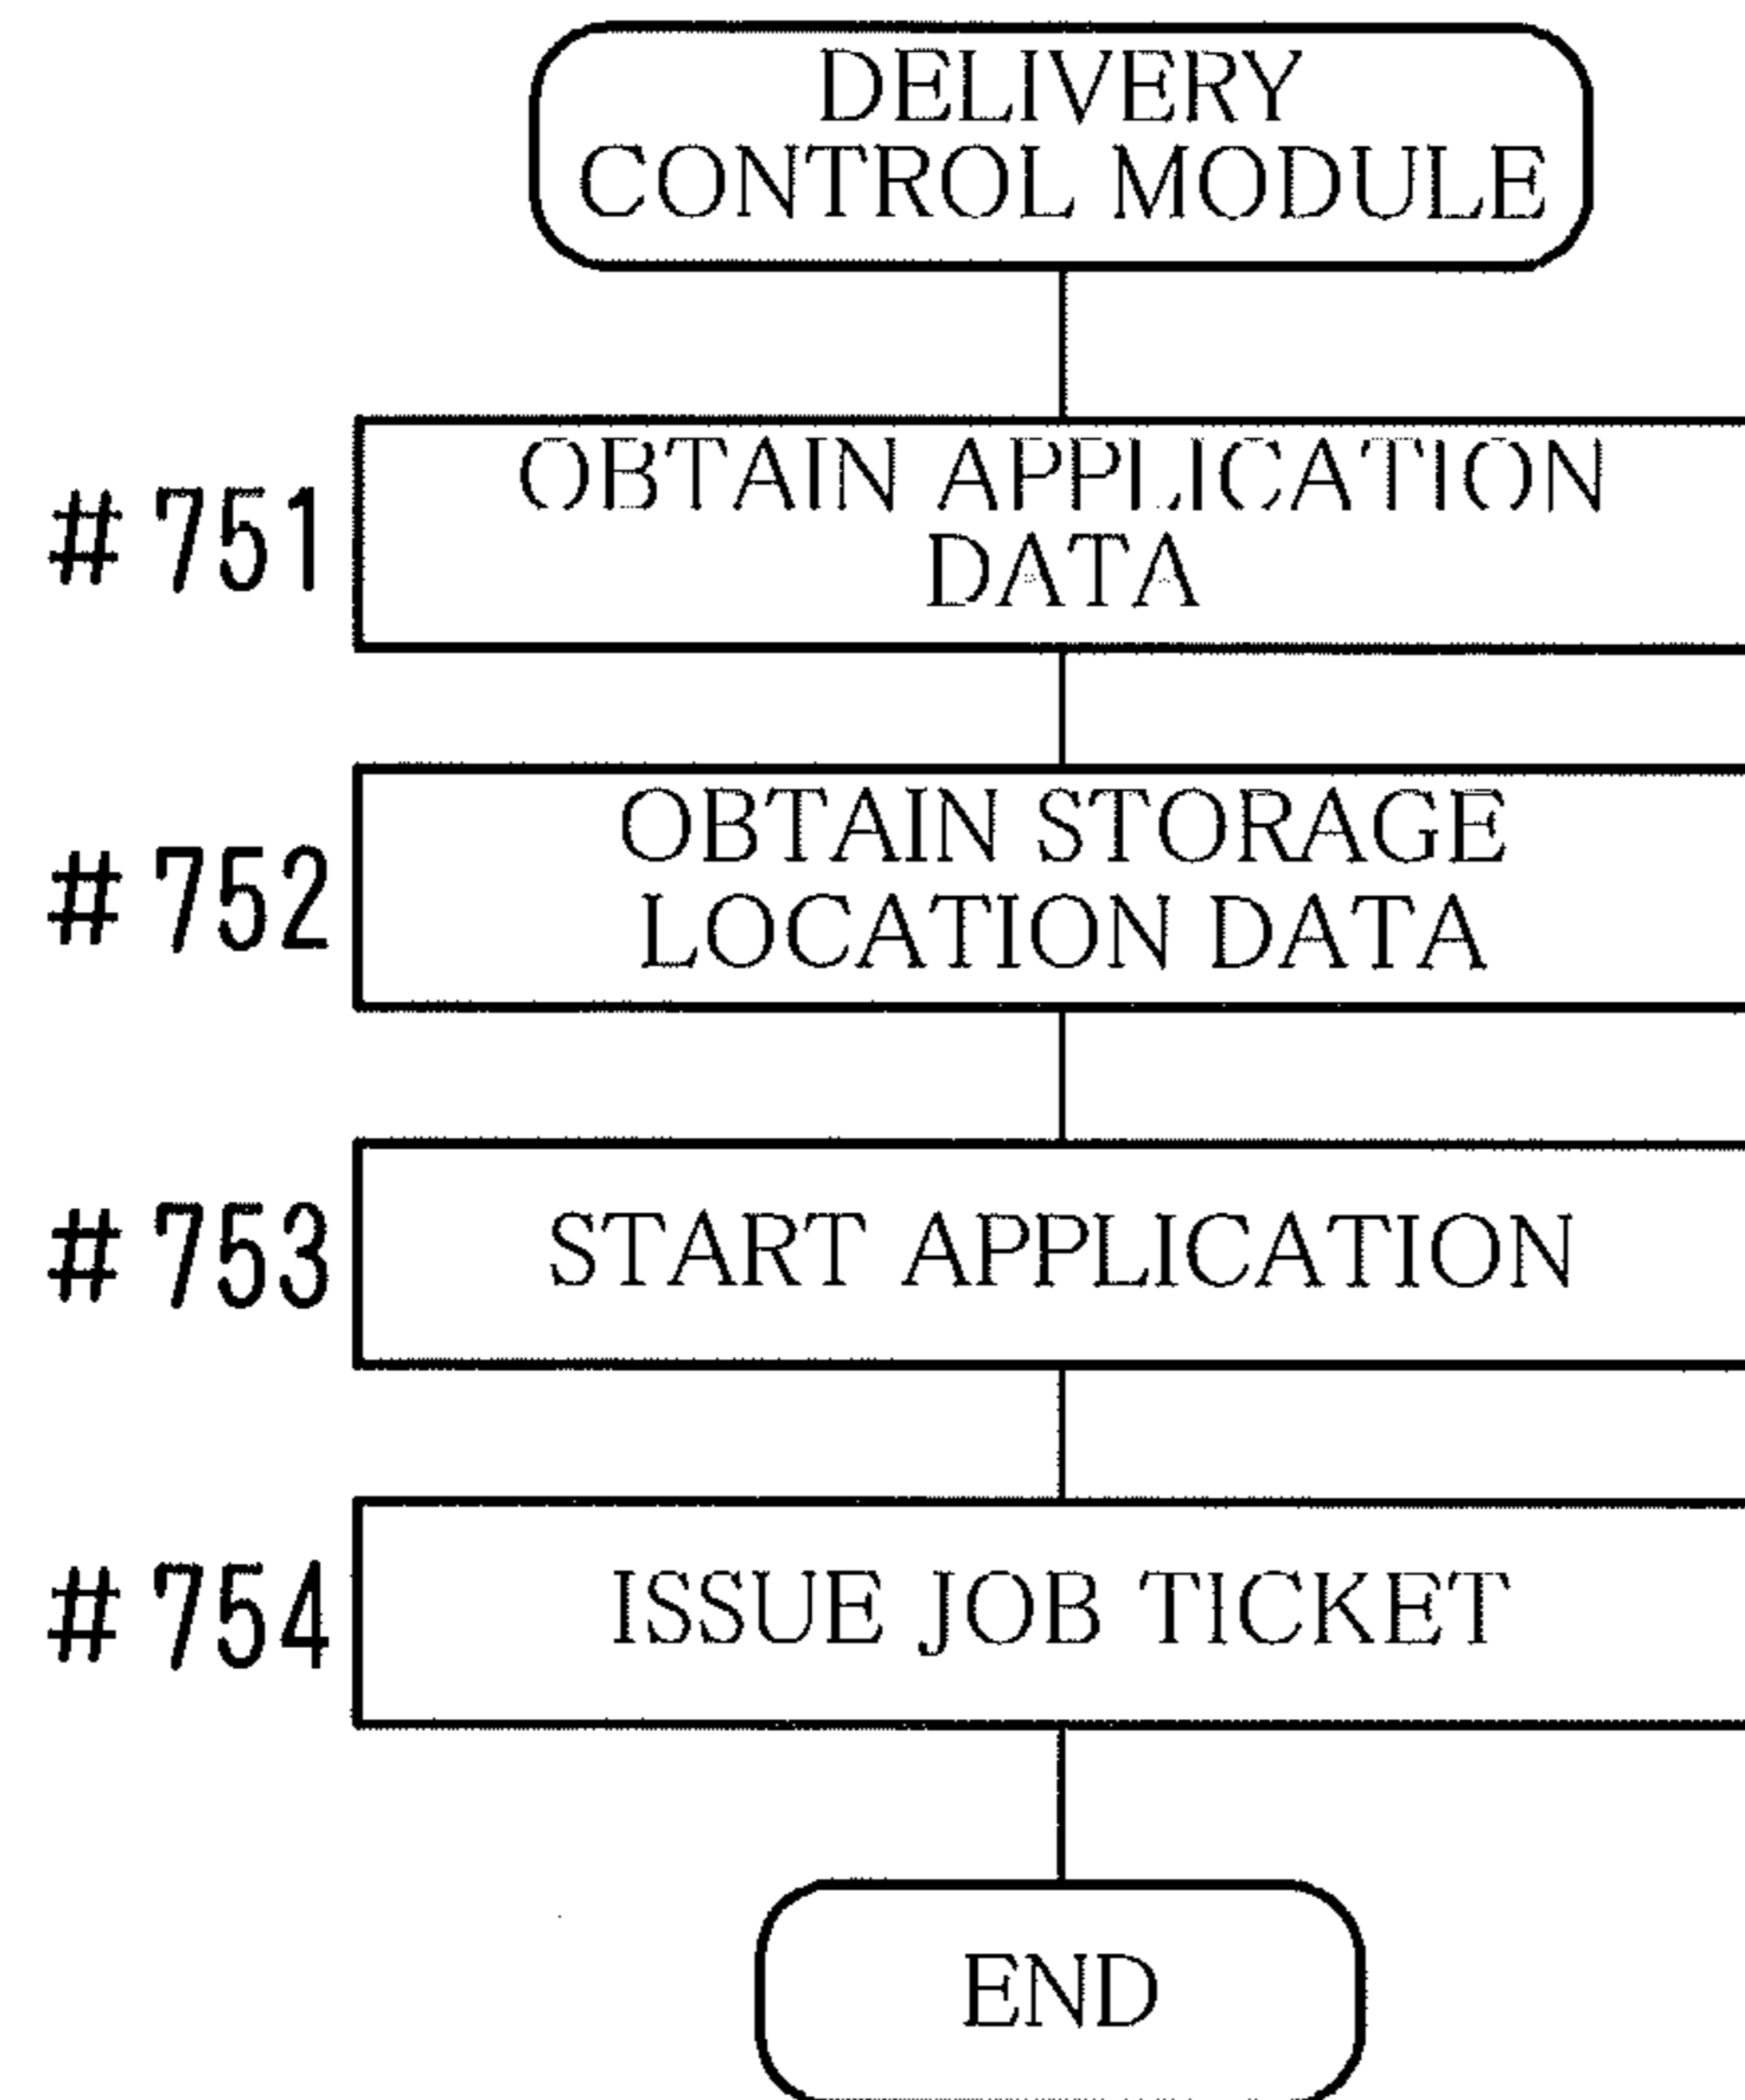 DELIVERY
CONTROL MODULE
#751
OBTAIN APPLICATION
DATA
#752
OBTAIN STORAGE
LOCATION DATA
#753
START APPLICATION
#754
ISSUE JOB TICKET
END